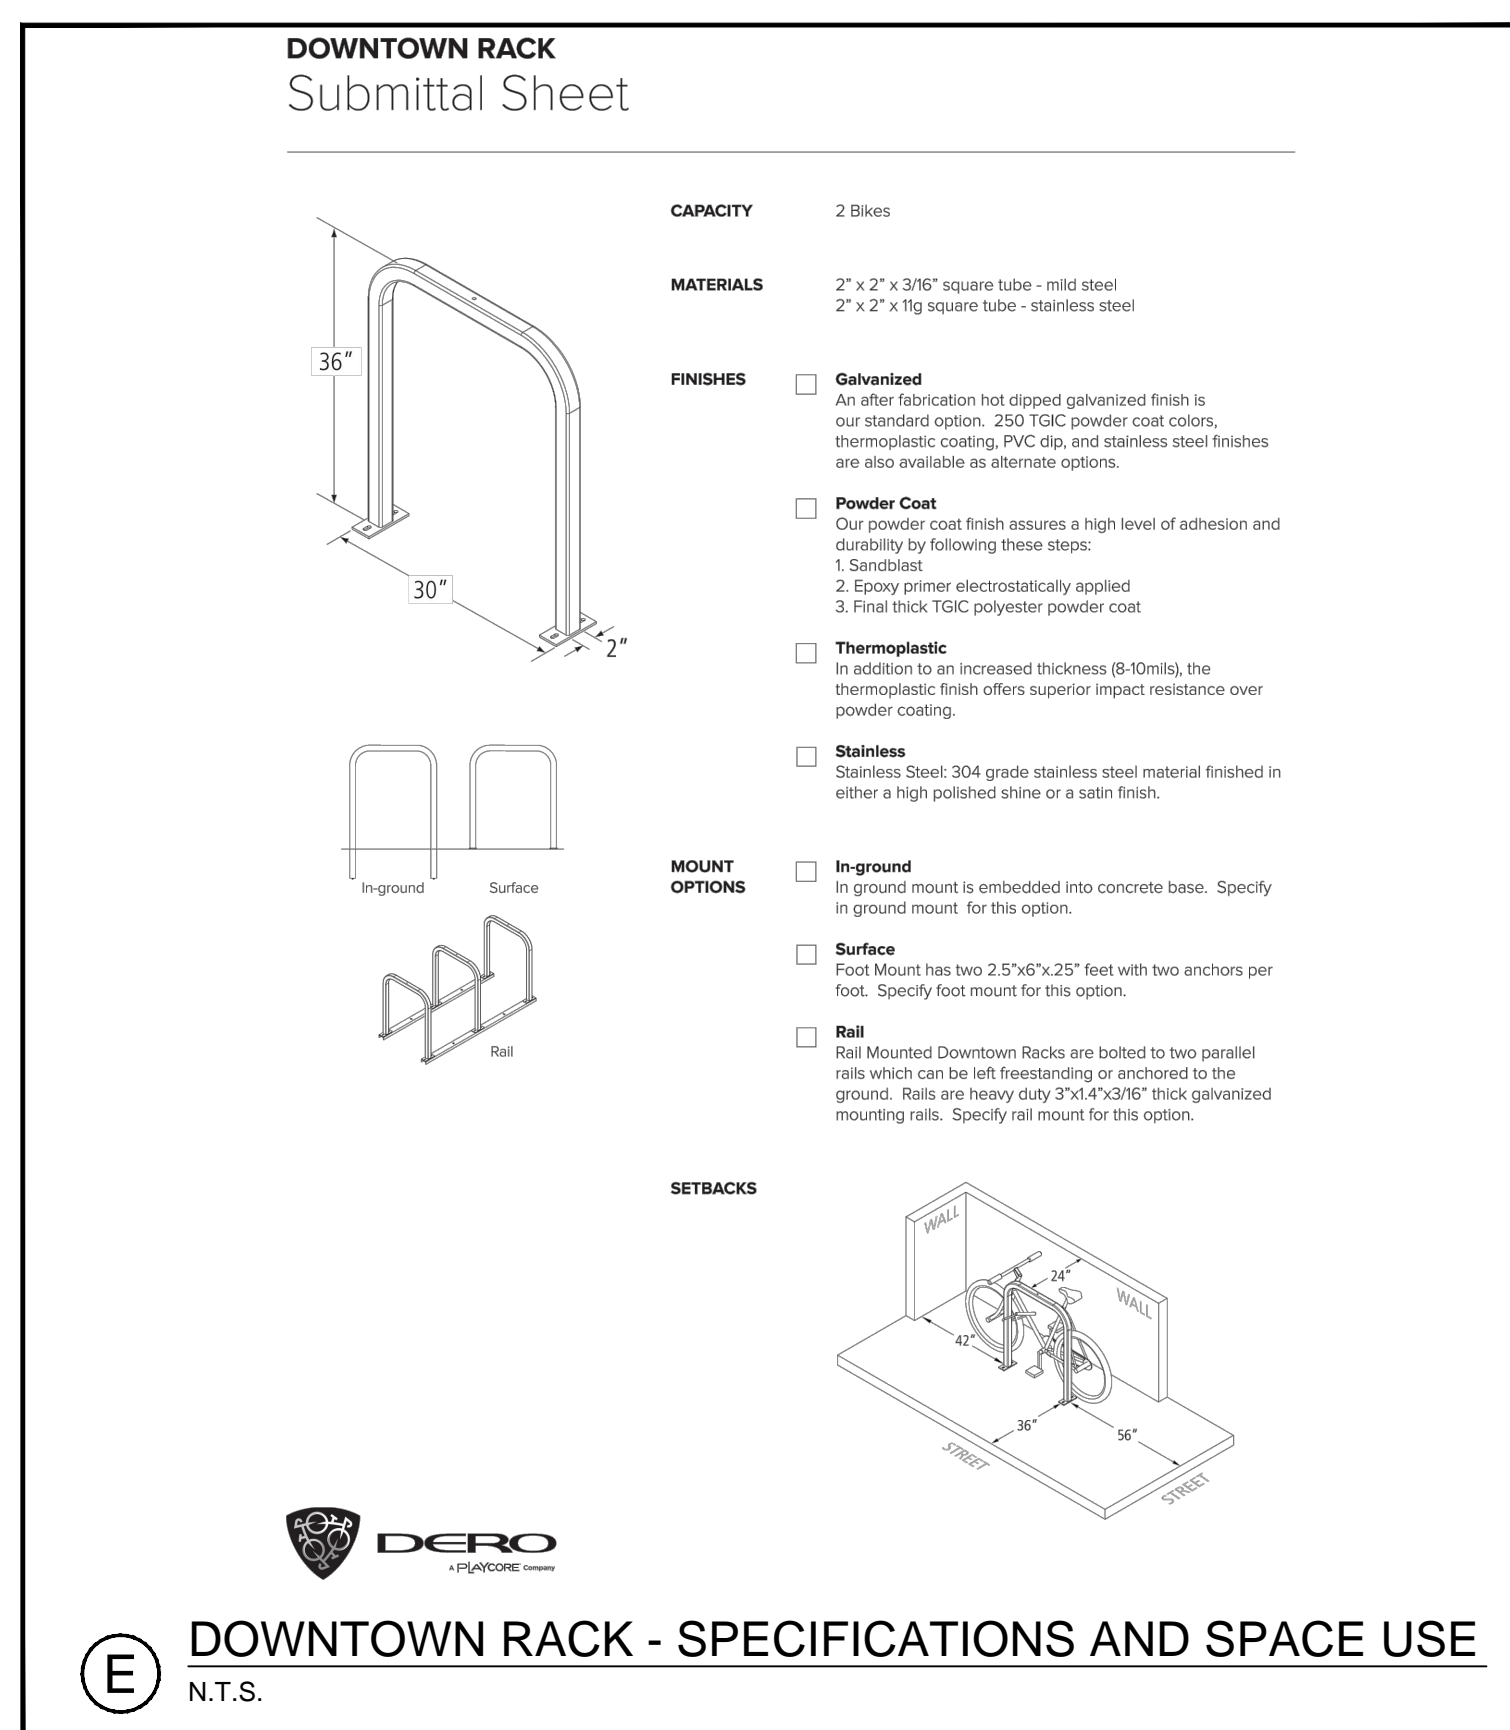 DOWNTOWN RACK
Submittal Sheet
36”
30”
2”
In-ground
Surface
Rail
CAPACITY
2 Bikes
MATERIALS
2” x 2” x 3/16” square tube - mild steel
2” x 2” x 11g square tube - stainless steel
FINISHES
Galvanized
An after fabrication hot dipped galvanized finish is
our standard option.  250 TGIC powder coat colors,
thermoplastic coating, PVC dip, and stainless steel finishes
are also available as alternate options.
Powder Coat
Our powder coat finish assures a high level of adhesion and
durability by following these steps:
1. Sandblast
2. Epoxy primer electrostatically applied
3. Final thick TGIC polyester powder coat
Thermoplastic
In addition to an increased thickness (8-10mils), the
thermoplastic finish offers superior impact resistance over
powder coating.
Stainless
Stainless Steel: 304 grade stainless steel material finished in
either a high polished shine or a satin finish.
MOUNT
OPTIONS
In-ground
In ground mount is embedded into concrete base.  Specify
in ground mount  for this option.
Surface
Foot Mount has two 2.5”x6”x.25” feet with two anchors per
foot.  Specify foot mount for this option.
Rail
Rail Mounted Downtown Racks are bolted to two parallel
rails which can be left freestanding or anchored to the
ground.  Rails are heavy duty 3”x1.4”x3/16” thick galvanized
mounting rails.  Specify rail mount for this option.
SETBACKS
WALL
24”
WALL
42”
36”
56”
STREET
STREET
DERO
A PLAYCORE Company
E
DOWNTOWN RACK - SPECIFICATIONS AND SPACE USE
N.T.S.